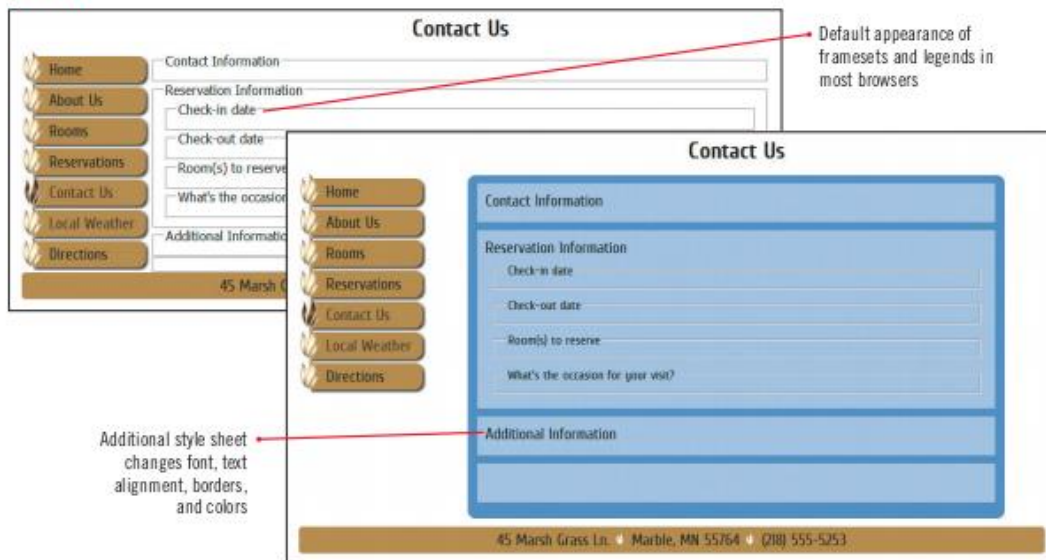 Contact Us
Home
About Us
Rooms
Reservations
Contact Us
Local Weather
Directions
Contact Information
Reservation Information
Check-in date
Check-out date
Room(s) to reserve
What's the occasion
Additional Informatio
45 Marsh G
Default appearance of
framesets and legends in
most browsers
Contact Us
Home
About Us
Rooms
Reservations
Contact Us
Local Weather
Directions
Contact Information
Reservation Information
Check-in date
Check-out date
Room(s) to reserve
What's the occasion for your visit?
Additional Information
45 Marsh Grass Ln. Marble, MN 55764 (218) 555-5253
Additional style sheet
changes font, text
alignment, borders,
and colors